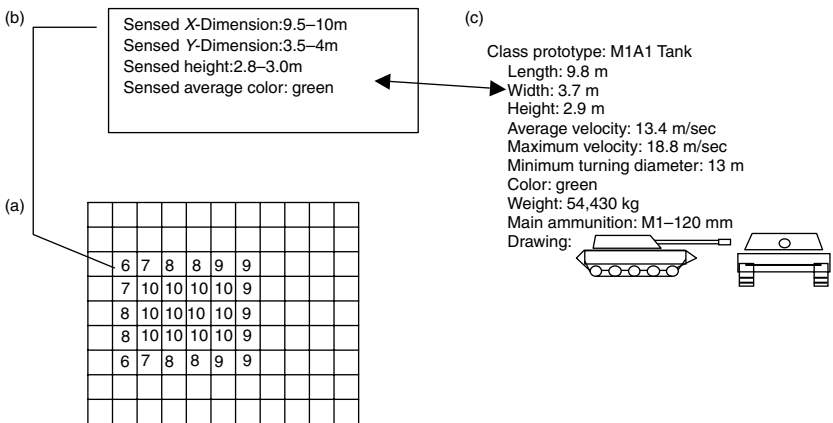 (b)
Sensed X-Dimension:9.5–10m
Sensed Y-Dimension:3.5–4m
Sensed height:2.8–3.0m
Sensed average color: green
(c)
Class prototype: M1A1 Tank
Length: 9.8 m
Width: 3.7 m
Height: 2.9 m
Average velocity: 13.4 m/sec
Maximum velocity: 18.8 m/sec
Minimum turning diameter: 13 m
Color: green
Weight: 54,430 kg
Main ammunition: M1–120 mm
Drawing:
(a)
6 7 8 8 9 9
7 10 10 10 10 9
8 10 10 10 10 9
8 10 10 10 10 9
6 7 8 8 9 9